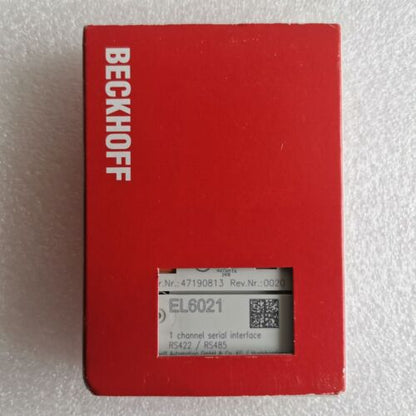 BECKHOFF
r.Nr.:47190813 Rev.Nr.:0020
EL6021
1 channel serial interface
RS422 / RS485